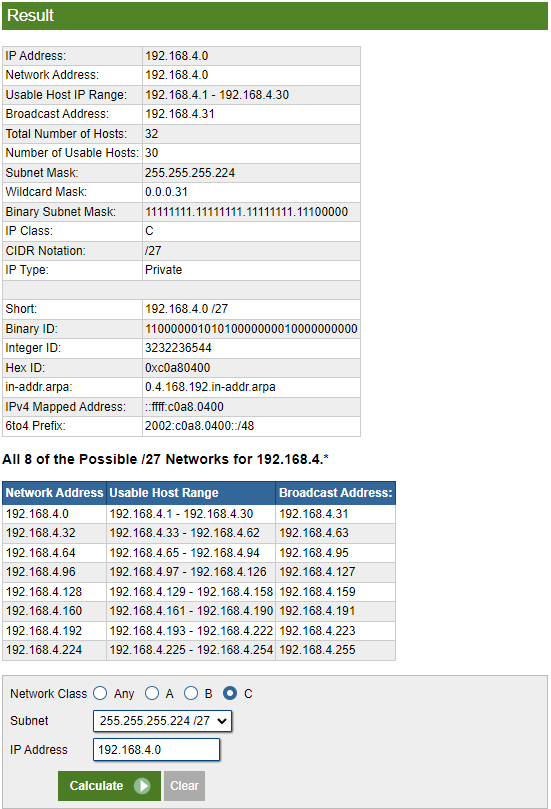 Result
IP Address: 192.168.4.0
Network Address: 192.168.4.0
Usable Host IP Range: 192.168.4.1 - 192.168.4.30
Broadcast Address: 192.168.4.31
Total Number of Hosts: 32
Number of Usable Hosts: 30
Subnet Mask: 255.255.255.224
Wildcard Mask: 0.0.0.31
Binary Subnet Mask: 11111111.11111111.11111111.11100000
IP Class: C
CIDR Notation: /27
IP Type: Private
Short: 192.168.4.0 /27
Binary ID: 11000000101010000000010000000000
Integer ID: 3232236544
Hex ID: 0xc0a80400
in-addr.arpa: 0.4.168.192.in-addr.arpa
IPv4 Mapped Address: ::ffff:c0a8.0400
6to4 Prefix: 2002:c0a8.0400::/48
All 8 of the Possible /27 Networks for 192.168.4.*
Network Address Usable Host Range Broadcast Address:
192.168.4.0 192.168.4.1 - 192.168.4.30 192.168.4.31
192.168.4.32 192.168.4.33 - 192.168.4.62 192.168.4.63
192.168.4.64 192.168.4.65 - 192.168.4.94 192.168.4.95
192.168.4.96 192.168.4.97 - 192.168.4.126 192.168.4.127
192.168.4.128 192.168.4.129 - 192.168.4.158 192.168.4.159
192.168.4.160 192.168.4.161 - 192.168.4.190 192.168.4.191
192.168.4.192 192.168.4.193 - 192.168.4.222 192.168.4.223
192.168.4.224 192.168.4.225 - 192.168.4.254 192.168.4.255
Network Class Any A B C
Subnet 255.255.255.224 /27
IP Address 192.168.4.0
Calculate Clear